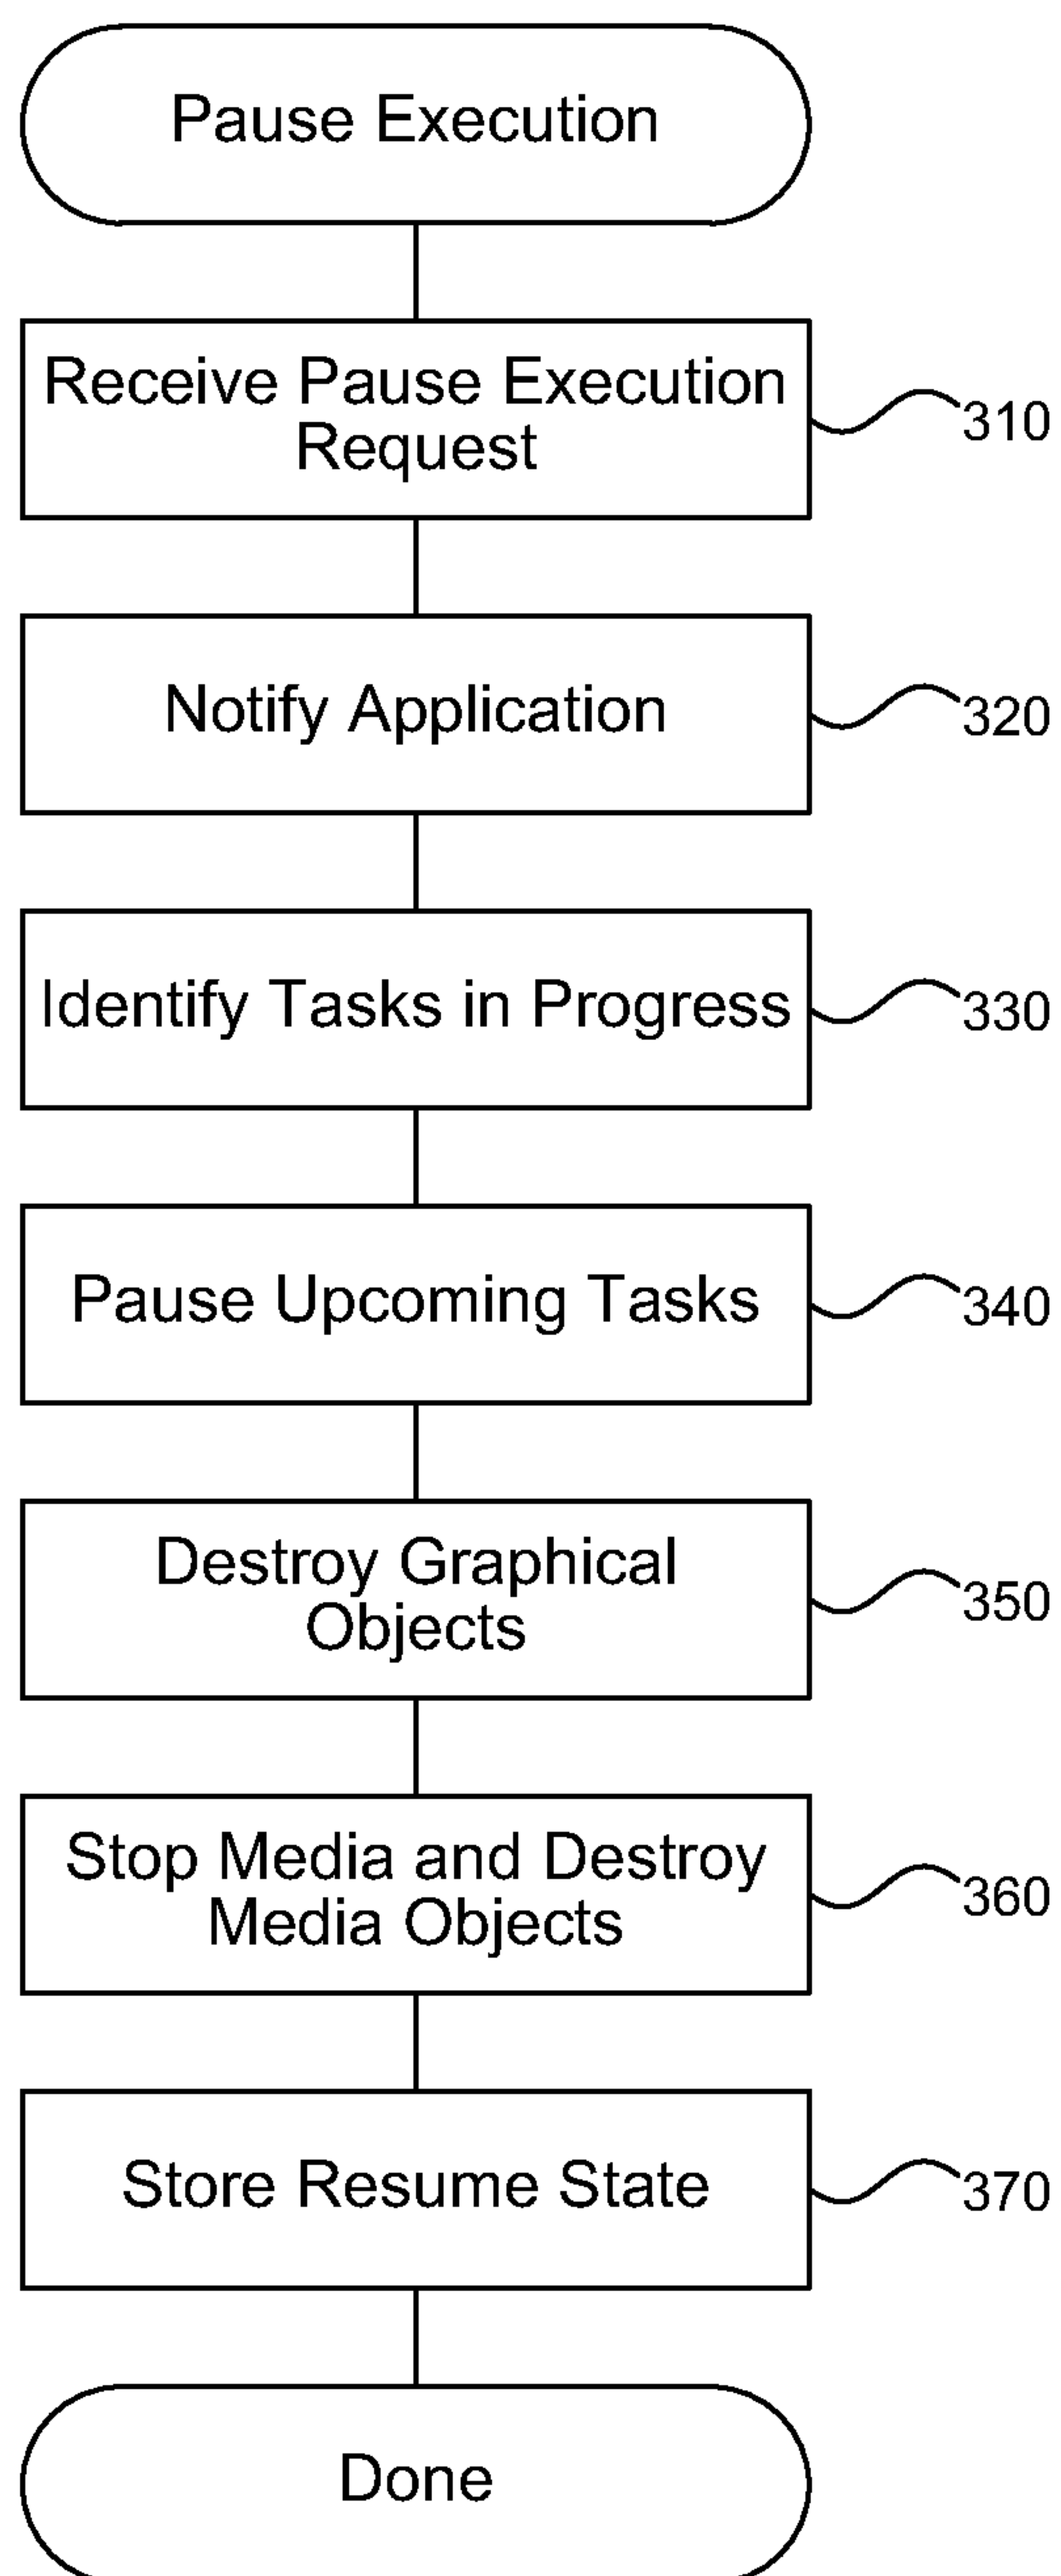 Pause Execution
Receive Pause Execution
Request
310
Notify Application
320
Identify Tasks in Progress
330
Pause Upcoming Tasks
340
Destroy Graphical
Objects
350
Stop Media and Destroy
Media Objects
360
Store Resume State
370
Done